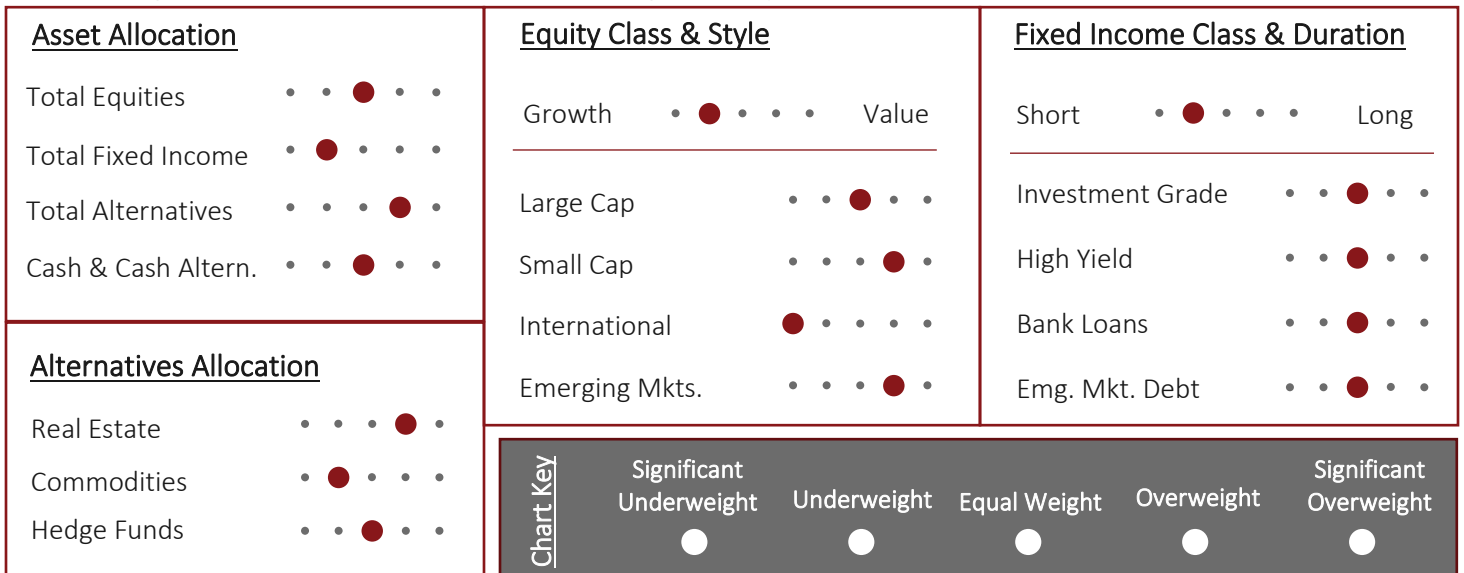 Asset Allocation
Total Equities
Total Fixed Income
Total Alternatives
Cash & Cash Altern.
Alternatives Allocation
Real Estate
Commodities
Hedge Funds
Equity Class & Style
Growth Value
Large Cap
Small Cap
International
Emerging Mkts.
Fixed Income Class & Duration
Short Long
Investment Grade
High Yield
Bank Loans
Emg. Mkt. Debt
Chart Key
Significant
Underweight
Underweight
Equal Weight
Overweight
Significant
Overweight